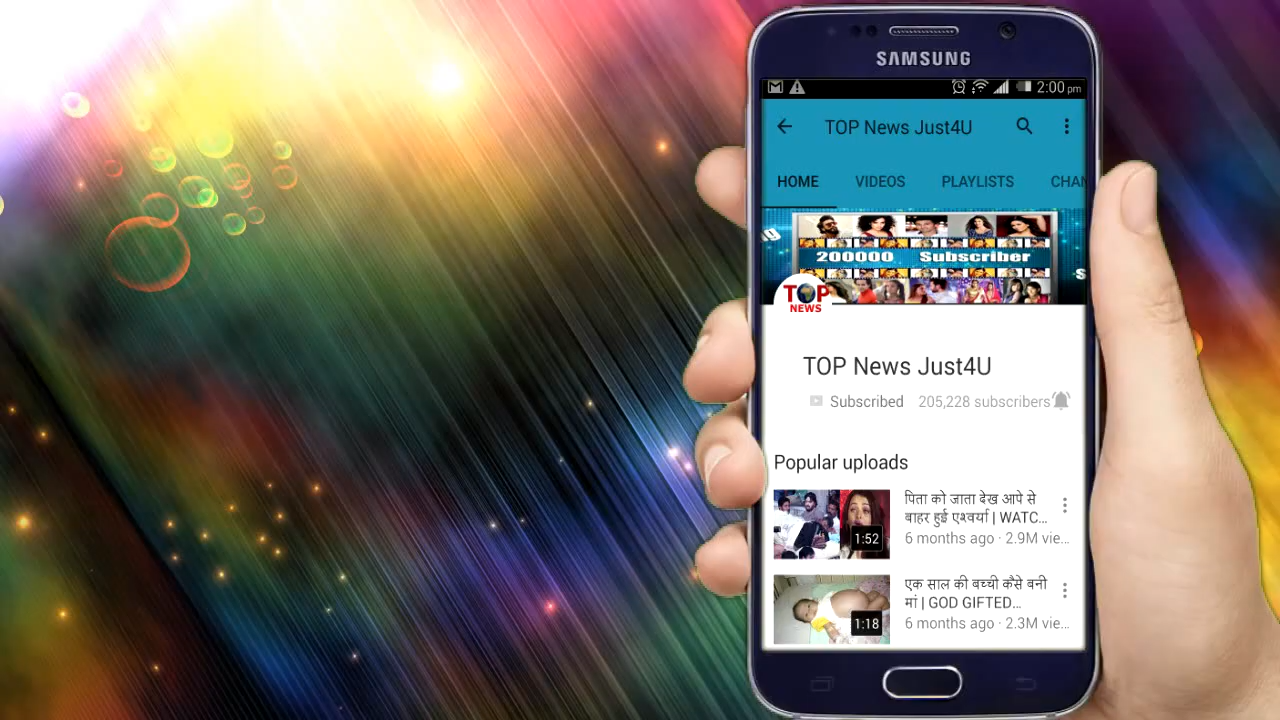 SAMSUNG
2:00 pm
TOP News Just4U
HOME VIDEOS PLAYLISTS CHAN
200000 Subscriber
TOP
NEWS
TOP News Just4U
Subscribed 205,228 subscribers
Popular uploads
पिता को जाता देख आपे से
बाहर हुई एश्वर्या | WATC...
6 months ago · 2.9M vie...
1:52
एक साल की बच्ची कैसे बनी
मां | GOD GIFTED...
6 months ago · 2.3M vie...
1:18